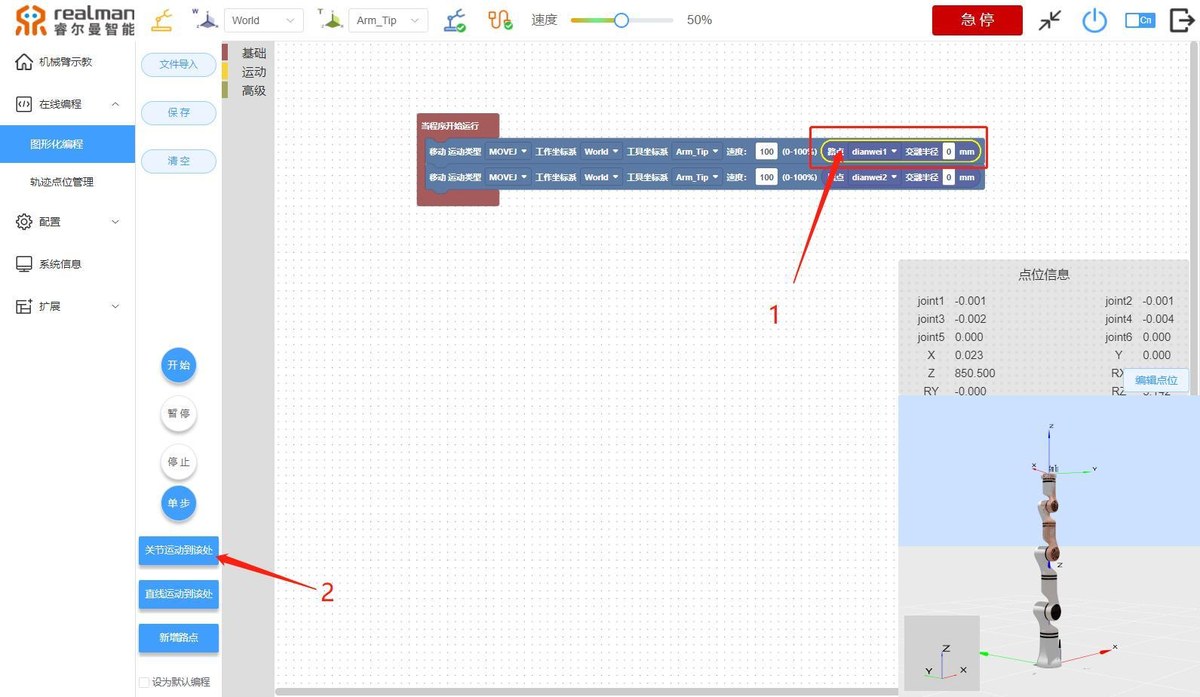 realman
睿尔曼智能
W
World
T
Arm_Tip
速度
50%
急停
Cn
机械臂示教
在线编程
图形化编程
轨迹点位管理
配置
系统信息
扩展
文件导入
保存
清空
基础
运动
高级
当程序开始运行
移动 运动类型 MOVEJ 工作坐标系 World 工具坐标系 Arm_Tip 速度: 100 (0-100%) 路点 dianwei1 交融半径 0 mm
移动 运动类型 MOVEJ 工作坐标系 World 工具坐标系 Arm_Tip 速度: 100 (0-100%) 点 dianwei2 交融半径 0 mm
1
点位信息
joint1 -0.001 joint2 -0.001
joint3 -0.002 joint4 -0.004
joint5 0.000 joint6 0.000
X 0.023 Y 0.000
Z 850.500 RX
编辑点位
RY -0.000 RZ 3.142
开始
暂停
停止
单步
关节运动到该处
2
直线运动到该处
新增路点
设为默认编程
Z
X
Y
Z
X
Z
Y
X